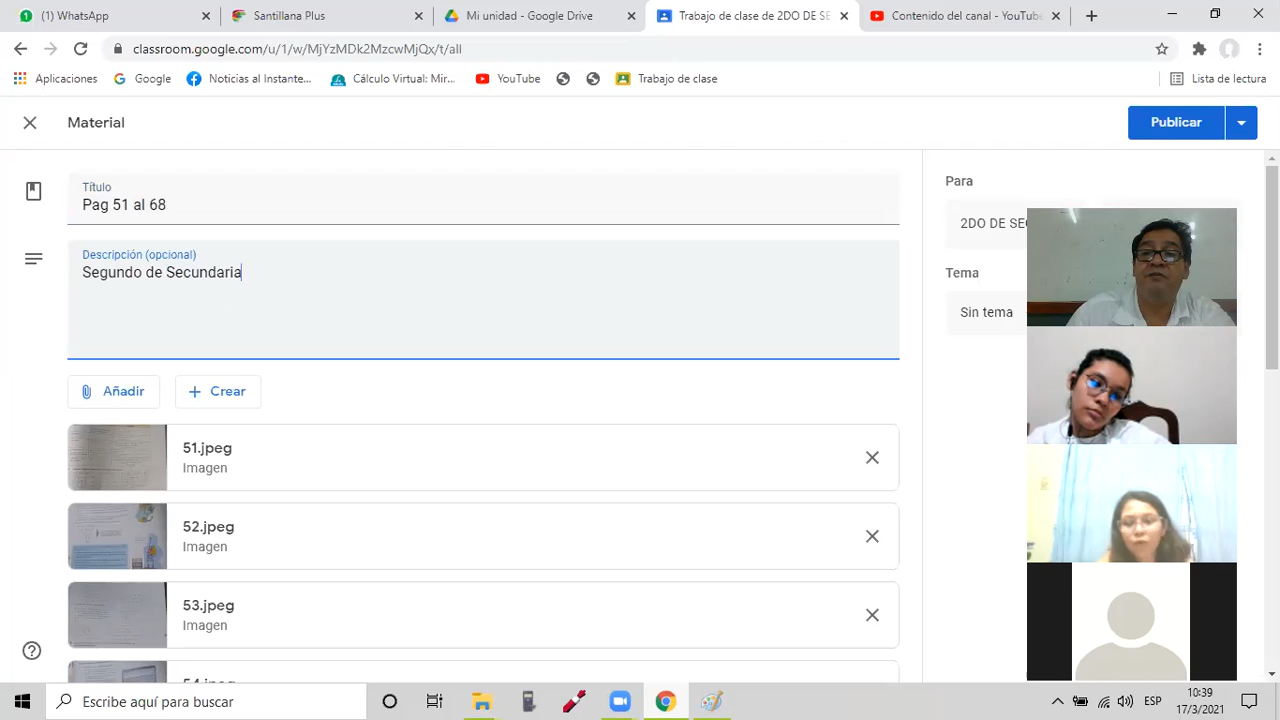 (1) WhatsApp
Santillana Plus
Mi unidad - Google Drive
Trabajo de clase de 2DO DE SE
Contenido del canal - YouTube
classroom.google.com/u/1/w/MjYzMDk2MzcwMjQx/t/all
Aplicaciones
Google
Noticias al Instante...
Cálculo Virtual: Mir...
YouTube
Trabajo de clase
Lista de lectura
Material
Publicar
Título
Pag 51 al 68
Descripción (opcional)
Segundo de Secundaria
Añadir
Crear
51.jpeg
Imagen
52.jpeg
Imagen
53.jpeg
Imagen
54.jpeg
Para
2DO DE SE
Tema
Sin tema
Escribe aquí para buscar
ESP
10:39
17/3/2021